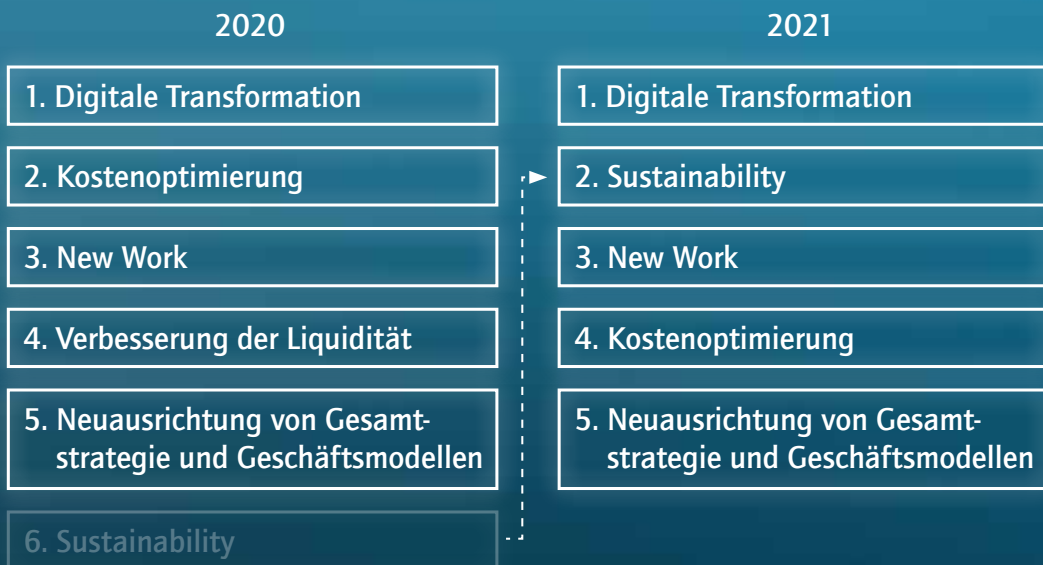 2020
1. Digitale Transformation
2. Kostenoptimierung
3. New Work
4. Verbesserung der Liquidität
5. Neuausrichtung von Gesamt-
strategie und Geschäftsmodellen
6. Sustainability
2021
1. Digitale Transformation
2. Sustainability
3. New Work
4. Kostenoptimierung
5. Neuausrichtung von Gesamt-
strategie und Geschäftsmodellen